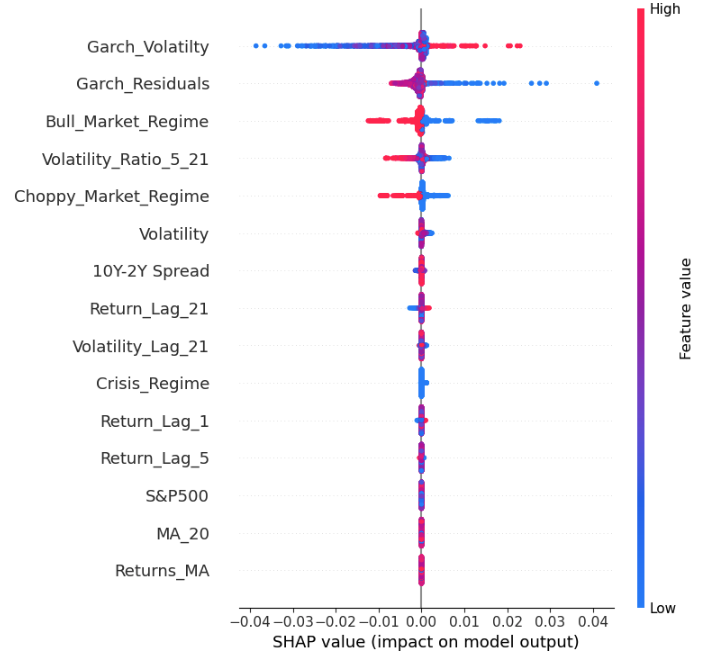 High
Garch_Volatilty
Garch_Residuals
Bull_Market_Regime
Volatility_Ratio_5_21
Choppy_Market_Regime
Volatility
10Y-2Y Spread
Return_Lag_21
Volatility_Lag_21
Crisis_Regime
Return_Lag_1
Return_Lag_5
S&P500
MA_20
Returns_MA
Feature value
Low
−0.04 −0.03 −0.02 −0.01 0.00 0.01 0.02 0.03 0.04
SHAP value (impact on model output)